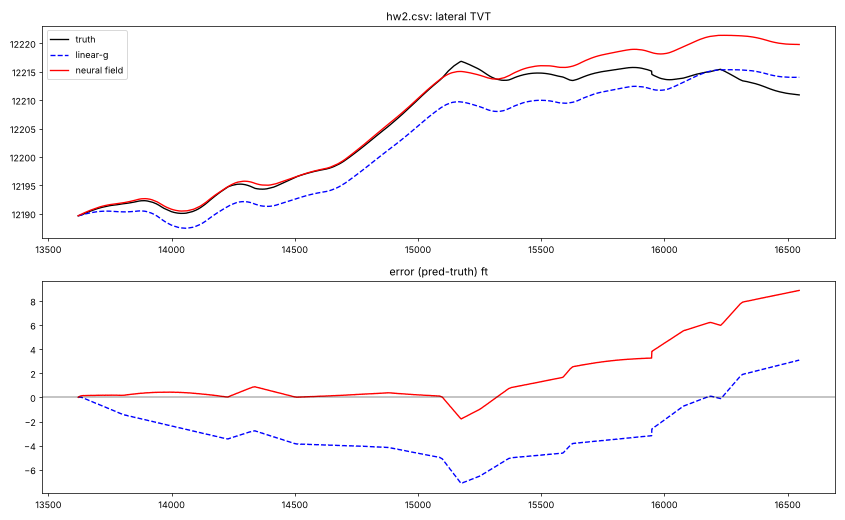 hw2.csv: lateral TVT
truth
linear-g
neural field
12220
12215
12210
12205
12200
12195
12190
13500 14000 14500 15000 15500 16000 16500
error (pred-truth) ft
8
6
4
2
0
−2
−4
−6
13500 14000 14500 15000 15500 16000 16500